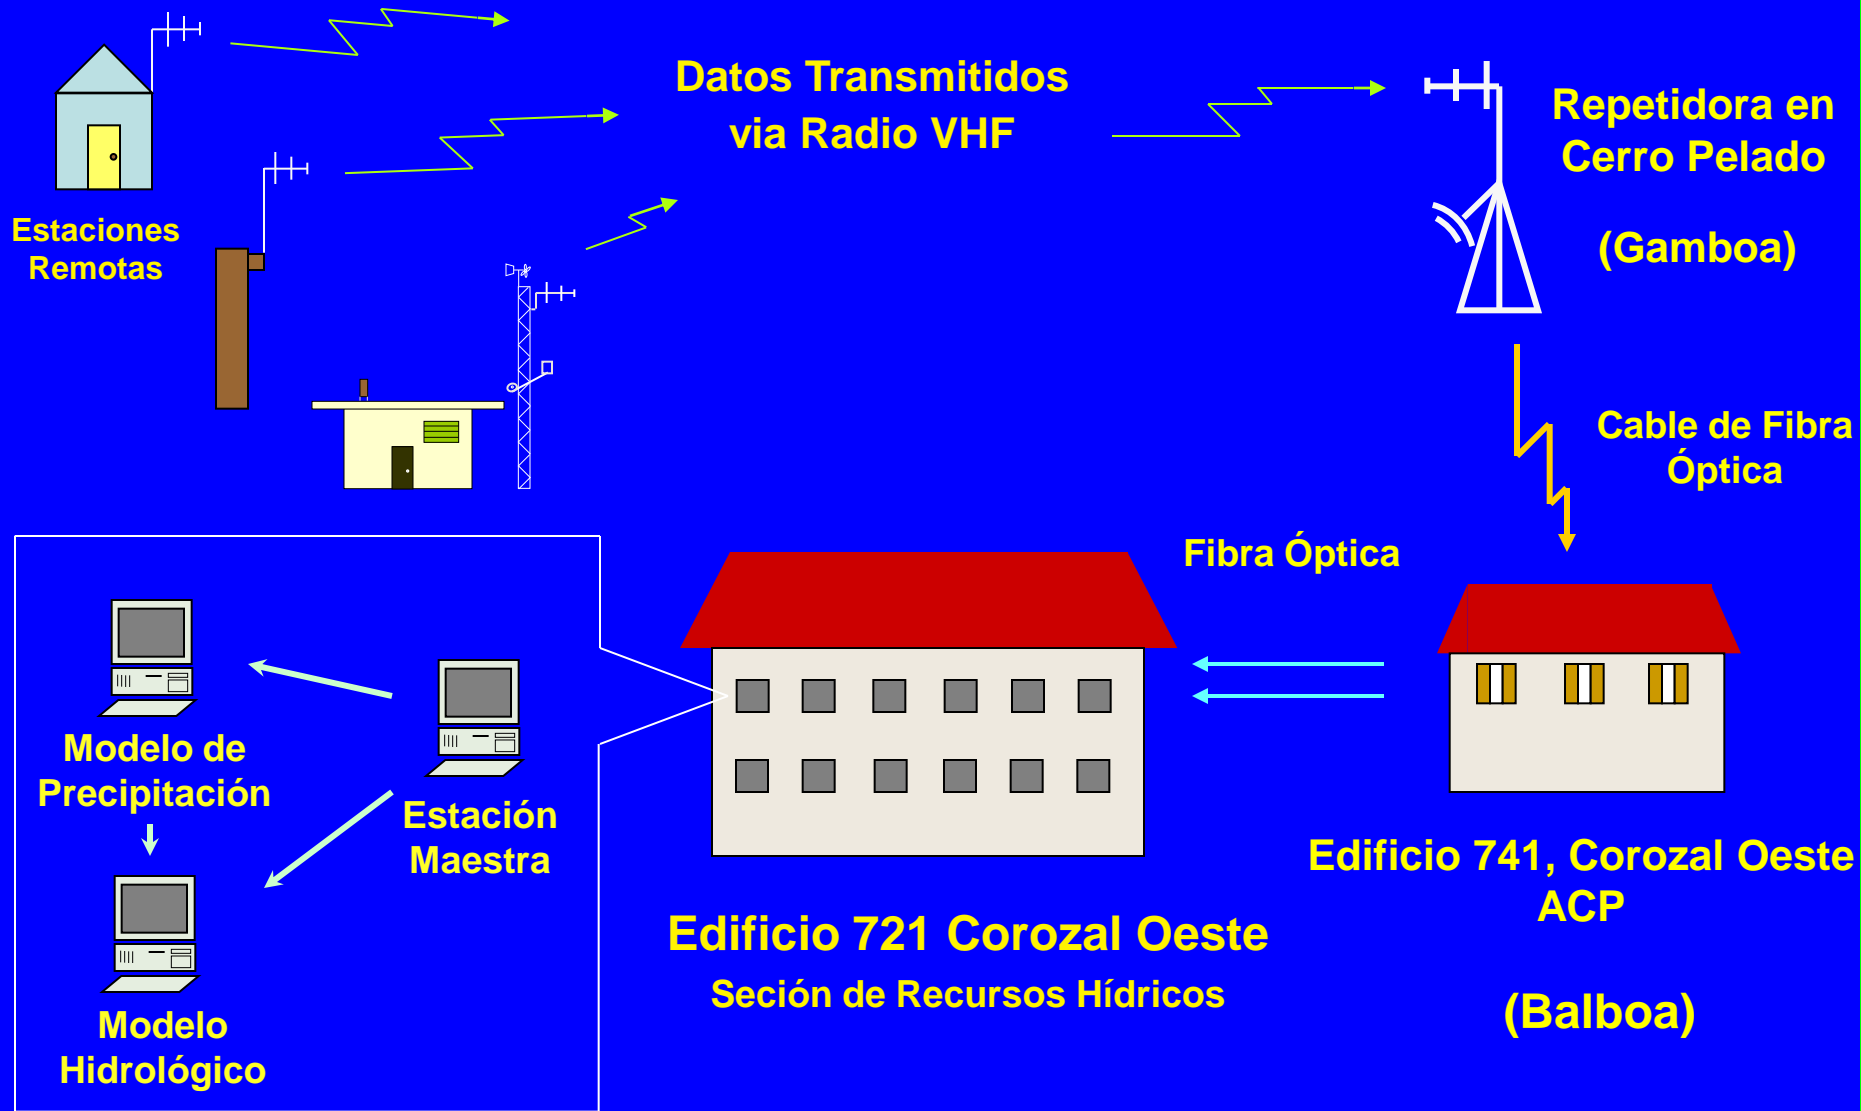 Datos Transmitidos
via Radio VHF
Repetidora en
Cerro Pelado
(Gamboa)
Estaciones
Remotas
Cable de Fibra
Óptica
Fibra Óptica
Modelo de
Precipitación
Estación
Maestra
Modelo
Hidrológico
Edificio 721 Corozal Oeste
Seción de Recursos Hídricos
Edificio 741, Corozal Oeste
ACP
(Balboa)